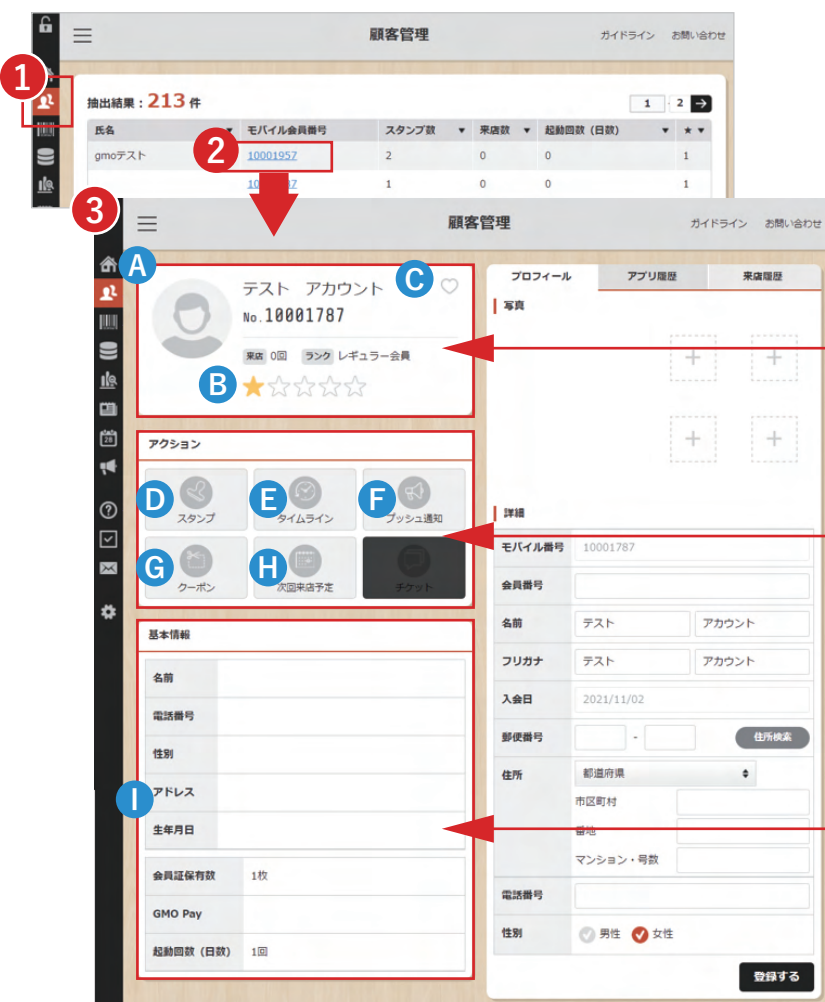 顧客管理
ガイドライン お問い合わせ
1
抽出結果：213 件
1 2
氏名 ▼ モバイル会員番号 スタンプ数 ▼ 来店数 ▼ 起動回数（日数） ▼ ★ ▼
gmoテスト 2 10001957 2 0 0 1
1 0 0 1
3
顧客管理
ガイドライン お問い合わせ
A
テスト アカウント C
No.10001787
来店 0回 ランク レギュラー会員
B
アクション
D スタンプ
E タイムライン
F プッシュ通知
G クーポン
H 次回来店予定
チケット
28
基本情報
名前
電話番号
性別
I アドレス
生年月日
会員証保有数 1枚
GMO Pay
起動回数（日数） 1回
プロフィール アプリ履歴 来店履歴
写真
詳細
モバイル番号 10001787
会員番号
名前 テスト アカウント
フリガナ テスト アカウント
入会日 2021/11/02
郵便番号 - 住所検索
住所 都道府県
市区町村
番地
マンション・号数
電話番号
性別 男性 女性
登録する